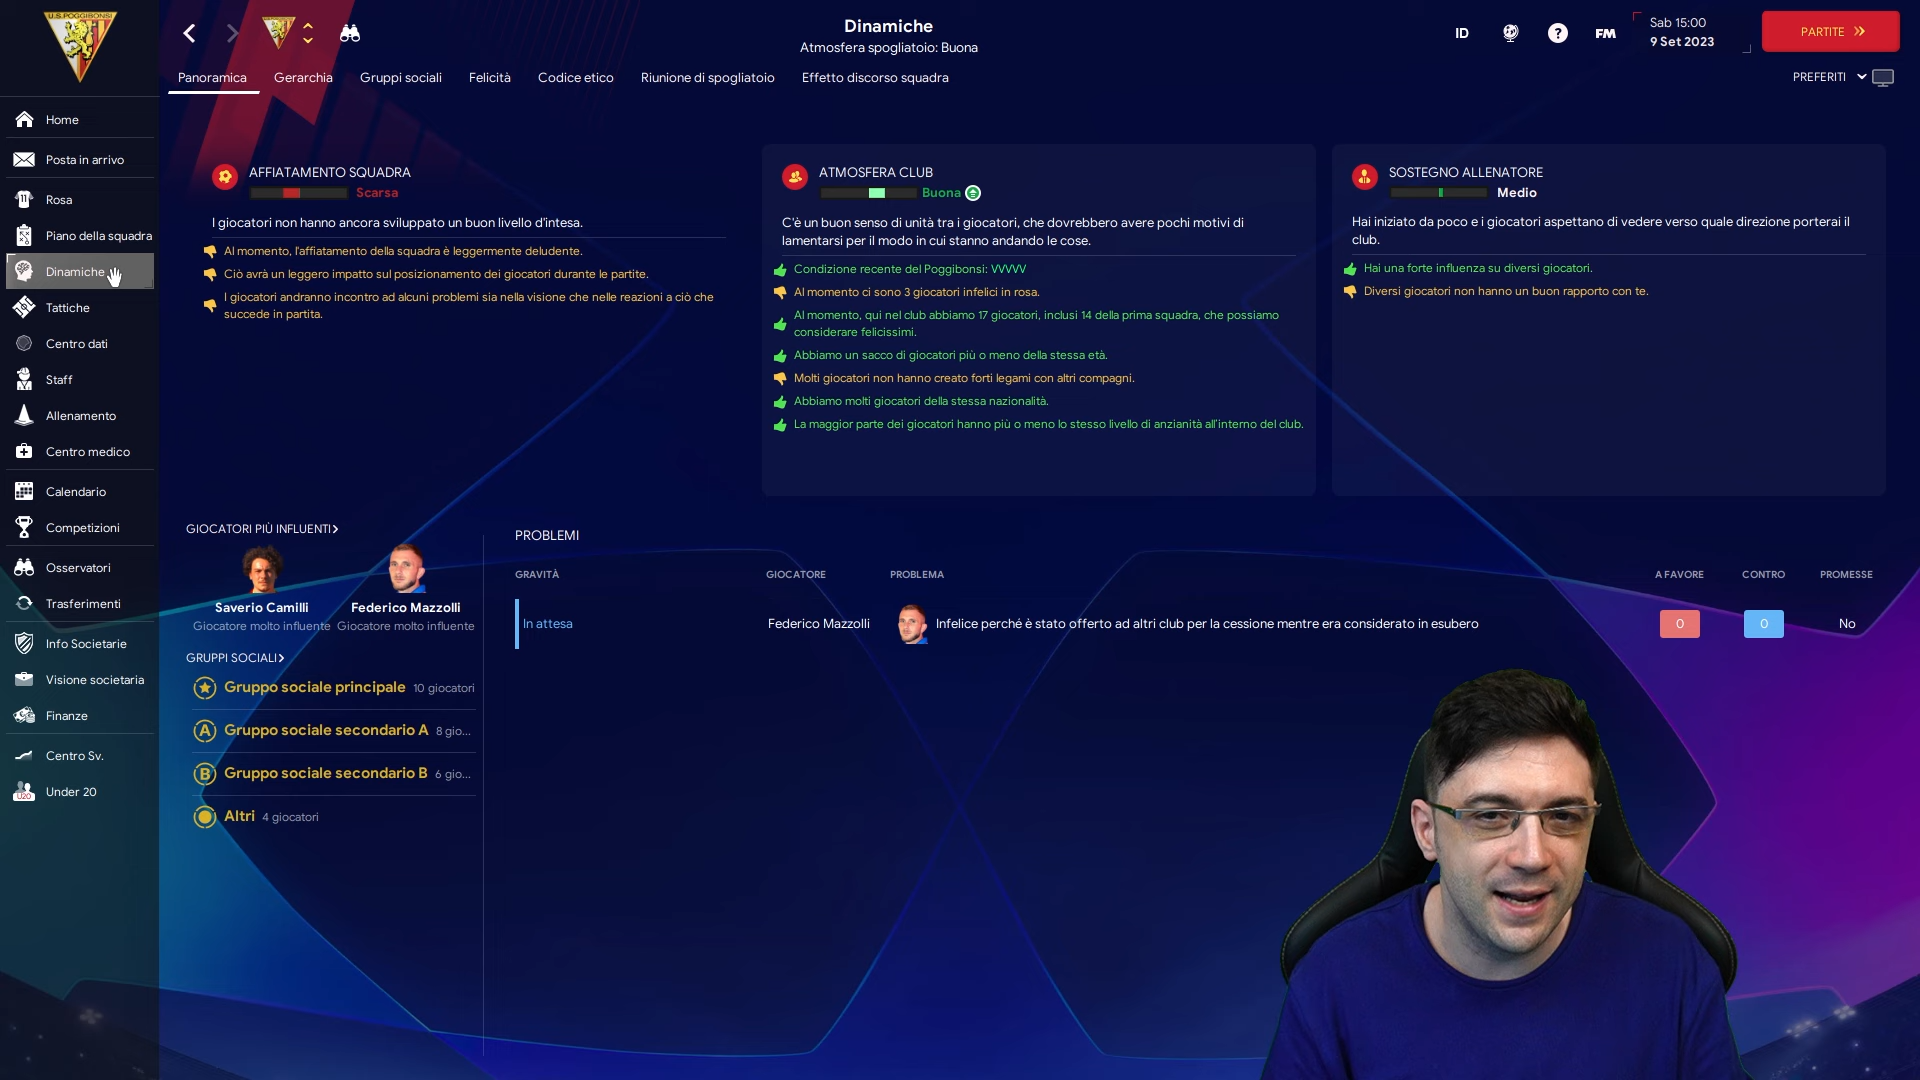 U.S. POGGIBONSI
Dinamiche
Atmosfera spogliatoio: Buona
ID
?
FM
Sab 15:00
9 Set 2023
PARTITE
Panoramica
Gerarchia
Gruppi sociali
Felicità
Codice etico
Riunione di spogliatoio
Effetto discorso squadra
PREFERITI
Home
Posta in arrivo
11
Rosa
Piano della squadra
Dinamiche
Tattiche
Centro dati
Staff
Allenamento
Centro medico
Calendario
Competizioni
Osservatori
Trasferimenti
Info Societarie
Visione societaria
Finanze
Centro Sv.
U20
Under 20
AFFIATAMENTO SQUADRA
Scarsa
I giocatori non hanno ancora sviluppato un buon livello d'intesa.
Al momento, l'affiatamento della squadra è leggermente deludente.
Ciò avrà un leggero impatto sul posizionamento dei giocatori durante le partite.
I giocatori andranno incontro ad alcuni problemi sia nella visione che nelle reazioni a ciò che
succede in partita.
ATMOSFERA CLUB
Buona
C'è un buon senso di unità tra i giocatori, che dovrebbero avere pochi motivi di
lamentarsi per il modo in cui stanno andando le cose.
Condizione recente del Poggibonsi: VVVVV
Al momento ci sono 3 giocatori infelici in rosa.
Al momento, qui nel club abbiamo 17 giocatori, inclusi 14 della prima squadra, che possiamo
considerare felicissimi.
Abbiamo un sacco di giocatori più o meno della stessa età.
Molti giocatori non hanno creato forti legami con altri compagni.
Abbiamo molti giocatori della stessa nazionalità.
La maggior parte dei giocatori hanno più o meno lo stesso livello di anzianità all'interno del club.
SOSTEGNO ALLENATORE
Medio
Hai iniziato da poco e i giocatori aspettano di vedere verso quale direzione porterai il
club.
Hai una forte influenza su diversi giocatori.
Diversi giocatori non hanno un buon rapporto con te.
GIOCATORI PIÙ INFLUENTI
Saverio Camilli
Giocatore molto influente
Federico Mazzolli
Giocatore molto influente
GRUPPI SOCIALI
Gruppo sociale principale 10 giocatori
A Gruppo sociale secondario A 8 gio...
B Gruppo sociale secondario B 6 gio...
Altri 4 giocatori
PROBLEMI
GRAVITÀ
GIOCATORE
PROBLEMA
A FAVORE
CONTRO
PROMESSE
In attesa
Federico Mazzolli
Infelice perché è stato offerto ad altri club per la cessione mentre era considerato in esubero
0
0
No